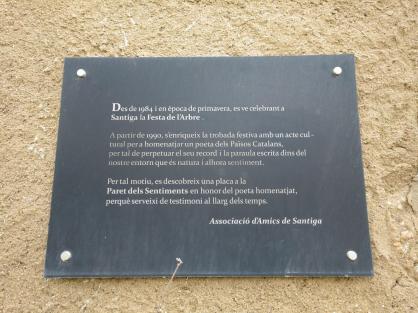 Des de 1984 i en època de primavera, es ve celebrant a
Santiga la Festa de l'Arbre.
A partir de 1990, s'enriqueix la trobada festiva amb un acte cul-
tural per a homenatjar un poeta dels Països Catalans,
per tal de perpetuar el seu record i la paraula escrita dins del
nostre entorn que és natura i alhora sentiment.
Per tal motiu, es descobreix una placa a la
Paret dels Sentiments en honor del poeta homenatjat,
perquè serveixi de testimoni al llarg dels temps.
Associació d'Amics de Santiga